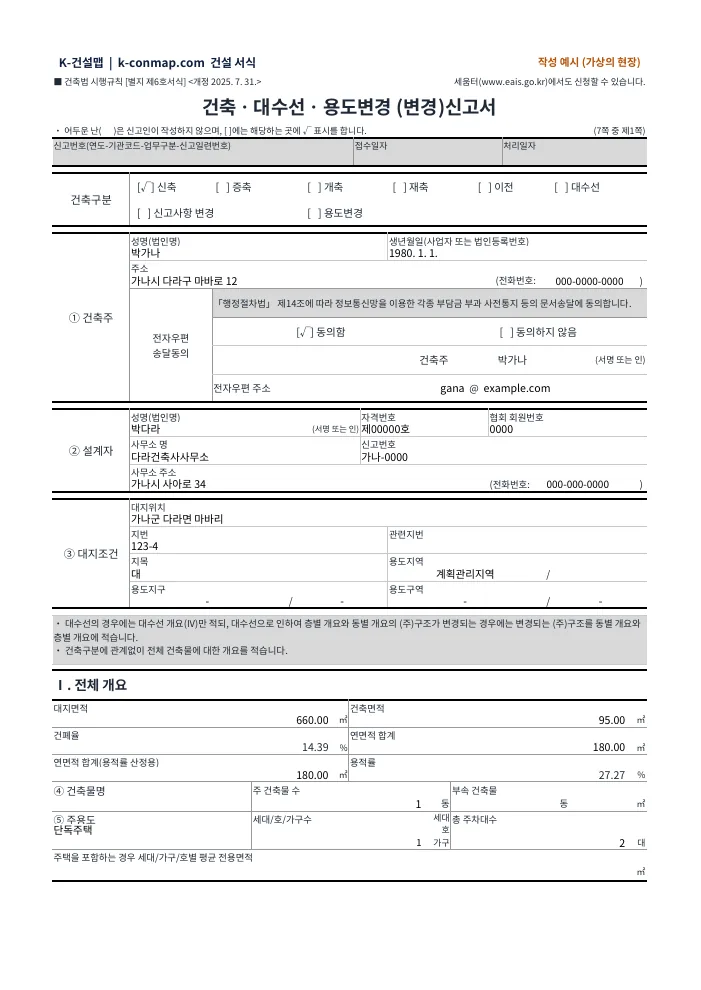 K-건설맵 | k-conmap.com 건설 서식
작성 예시 (가상의 현장)
■ 건축법 시행규칙 [별지 제6호서식] <개정 2025. 7. 31.>
세움터(www.eais.go.kr)에서도 신청할 수 있습니다.
건축ㆍ대수선ㆍ용도변경 (변경)신고서
ㆍ 어두운 난( )은 신고인이 작성하지 않으며, [ ]에는 해당하는 곳에 √ 표시를 합니다.
(7쪽 중 제1쪽)
신고번호(연도-기관코드-업무구분-신고일련번호)
접수일자
처리일자
건축구분
[√] 신축 [ ] 증축 [ ] 개축 [ ] 재축 [ ] 이전 [ ] 대수선
[ ] 신고사항 변경 [ ] 용도변경
① 건축주
성명(법인명)
박가나
생년월일(사업자 또는 법인등록번호)
1980. 1. 1.
주소
가나시 다라구 마바로 12
(전화번호: 000-0000-0000 )
전자우편
송달동의
「행정절차법」 제14조에 따라 정보통신망을 이용한 각종 부담금 부과 사전통지 등의 문서송달에 동의합니다.
[√] 동의함 [ ] 동의하지 않음
건축주 박가나 (서명 또는 인)
전자우편 주소 gana @ example.com
② 설계자
성명(법인명)
박다라 (서명 또는 인)
자격번호
제00000호
협회 회원번호
0000
사무소 명
다라건축사사무소
신고번호
가나-0000
사무소 주소
가나시 사아로 34
(전화번호: 000-000-0000 )
③ 대지조건
대지위치
가나군 다라면 마바리
지번
123-4
관련지번
지목
대
용도지역
계획관리지역 /
용도지구
- / -
용도구역
- / -
ㆍ 대수선의 경우에는 대수선 개요(Ⅳ)만 적되, 대수선으로 인하여 층별 개요와 동별 개요의 (주)구조가 변경되는 경우에는 변경되는 (주)구조를 동별 개요와
층별 개요에 적습니다.
ㆍ 건축구분에 관계없이 전체 건축물에 대한 개요를 적습니다.
Ⅰ. 전체 개요
대지면적
660.00 ㎡
건축면적
95.00 ㎡
건폐율
14.39 %
연면적 합계
180.00 ㎡
연면적 합계(용적률 산정용)
180.00 ㎡
용적률
27.27 %
④ 건축물명
주 건축물 수
1 동
부속 건축물
동 ㎡
⑤ 주용도
단독주택
세대/호/가구수
세대
호
1 가구
총 주차대수
2 대
주택을 포함하는 경우 세대/가구/호별 평균 전용면적
㎡